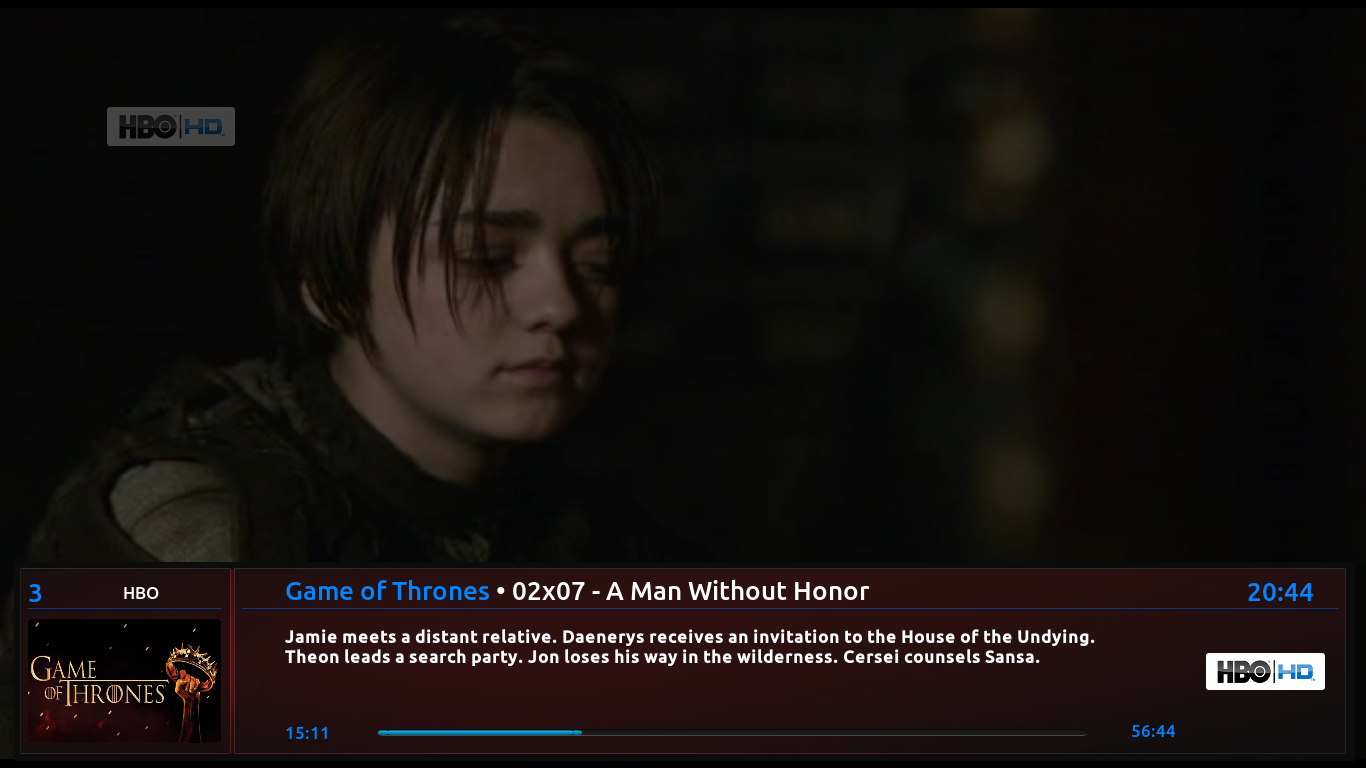 HBO HD
3
HBO
Game of Thrones • 02x07 - A Man Without Honor
20:44
GAME
OF THRONES
Jamie meets a distant relative. Daenerys receives an invitation to the House of the Undying.
Theon leads a search party. Jon loses his way in the wilderness. Cersei counsels Sansa.
HBO HD
15:11
56:44